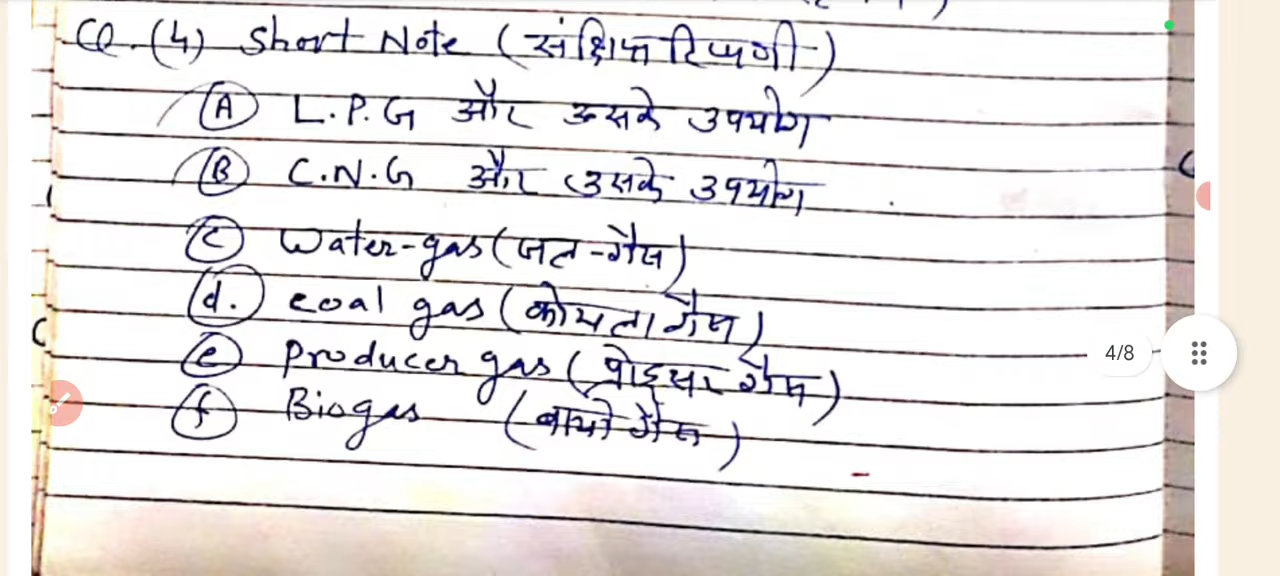 Q.(4) Short Note (संक्षिप्त टिप्पणी)
(A) L.P.G और उसके उपयोग
(B) C.N.G और उसके उपयोग
(C) Water-gas (जल-गैस)
(d.) coal gas (कोयला गैस)
(e) Producer gas (प्रोडूसर गैस)
(f) Biogas (बायो गैस)
4/8